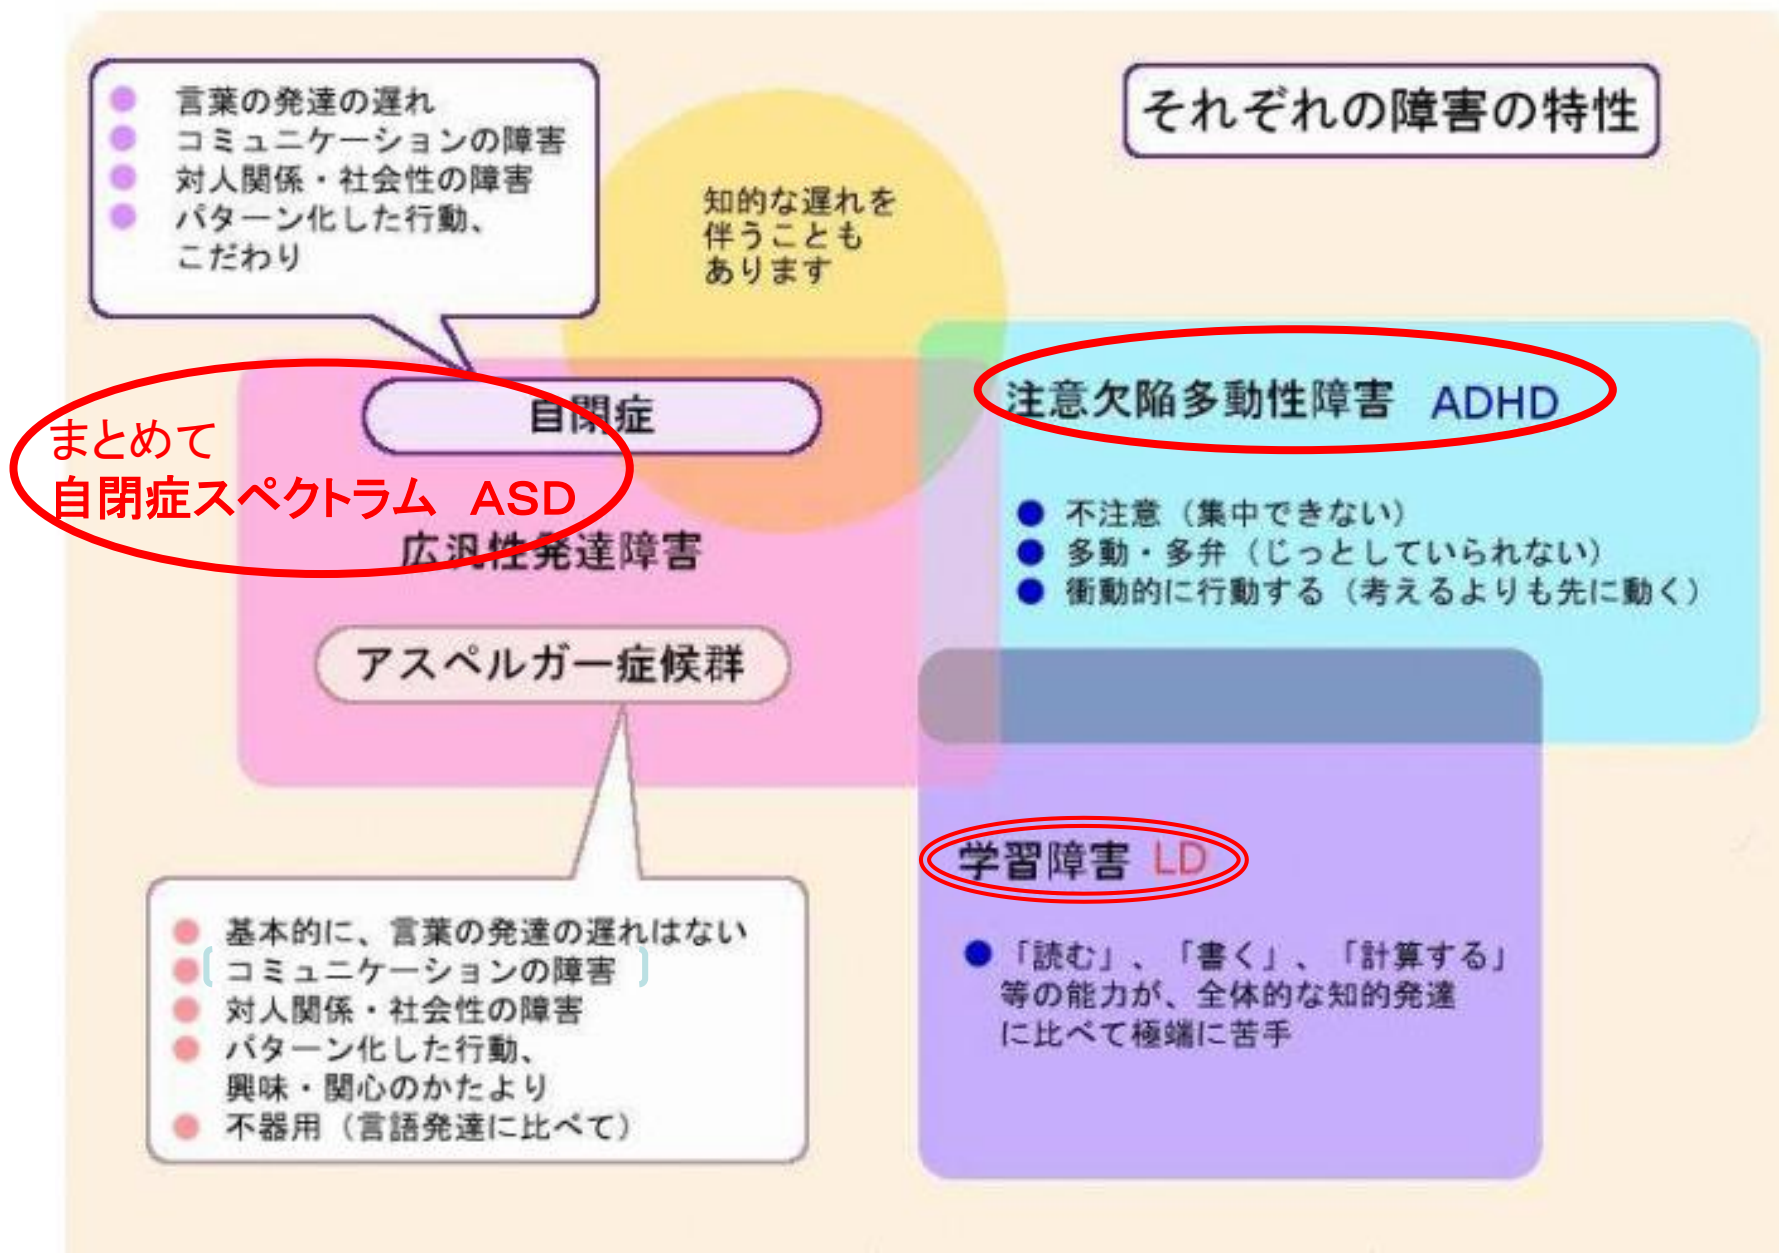 それぞれの障害の特性
● 言葉の発達の遅れ
● コミュニケーションの障害
● 対人関係・社会性の障害
● パターン化した行動、
こだわり
知的な遅れを
伴うことも
あります
自閉症
まとめて
自閉症スペクトラム ASD
広汎性発達障害
アスペルガー症候群
● 基本的に、言葉の発達の遅れはない
● [コミュニケーションの障害]
● 対人関係・社会性の障害
● パターン化した行動、
興味・関心のかたより
● 不器用（言語発達に比べて）
注意欠陥多動性障害 ADHD
● 不注意（集中できない）
● 多動・多弁（じっとしていられない）
● 衝動的に行動する（考えるよりも先に動く）
学習障害 LD
● 「読む」、「書く」、「計算する」
等の能力が、全体的な知的発達
に比べて極端に苦手